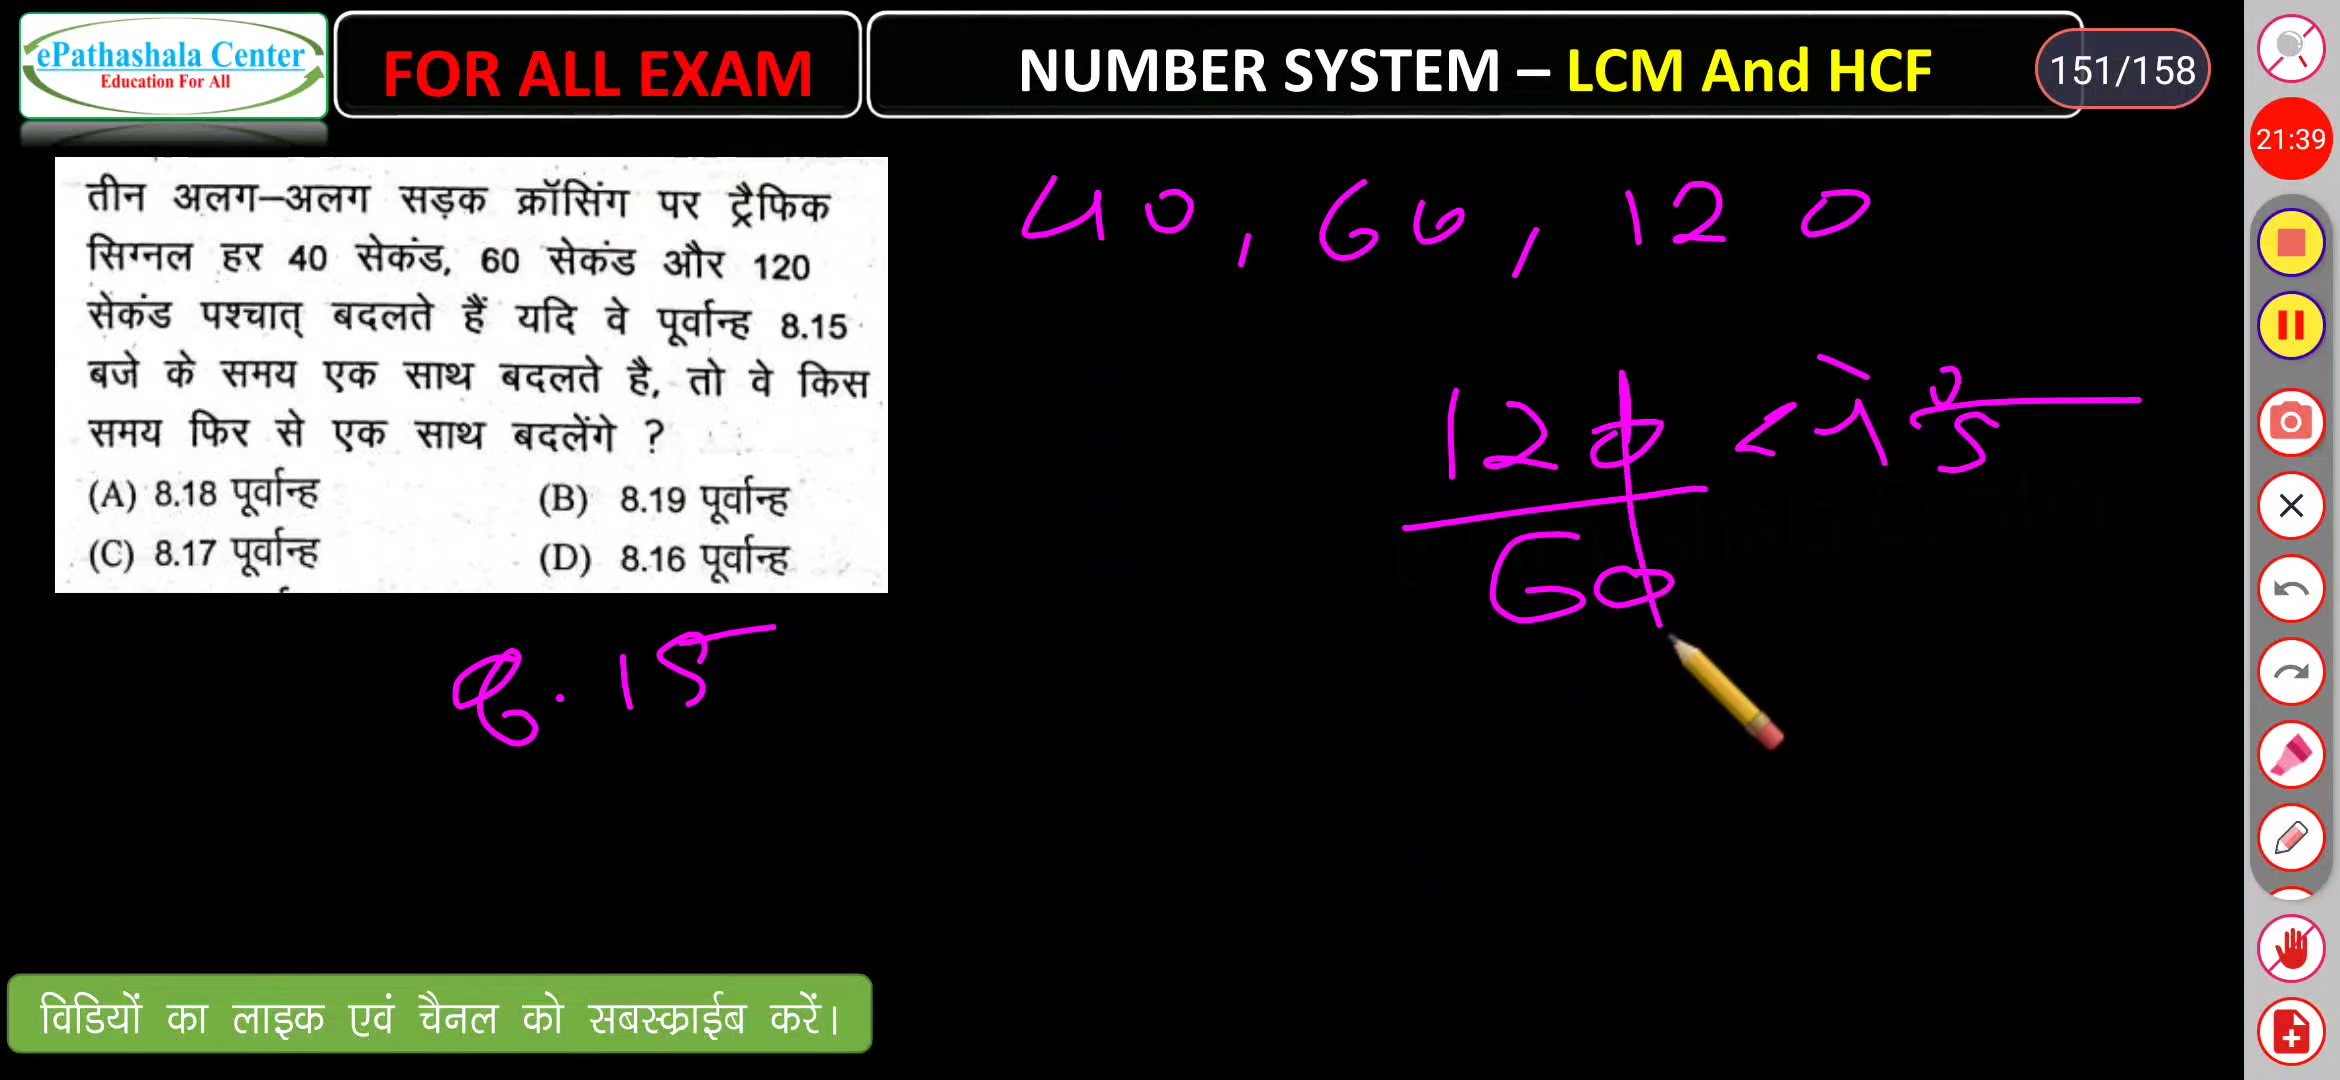 ePathashala Center
Education For All
FOR ALL EXAM
NUMBER SYSTEM – LCM And HCF
151/158
21:39
तीन अलग–अलग सड़क क्रॉसिंग पर ट्रैफिक
सिग्नल हर 40 सेकंड, 60 सेकंड और 120
सेकंड पश्चात् बदलते हैं यदि वे पूर्वान्ह 8.15
बजे के समय एक साथ बदलते है, तो वे किस
समय फिर से एक साथ बदलेंगे ?
(A) 8.18 पूर्वान्ह (B) 8.19 पूर्वान्ह
(C) 8.17 पूर्वान्ह (D) 8.16 पूर्वान्ह
40, 60, 120
120
60
8.15
विडियों का लाइक एवं चैनल को सबस्क्राईब करें।